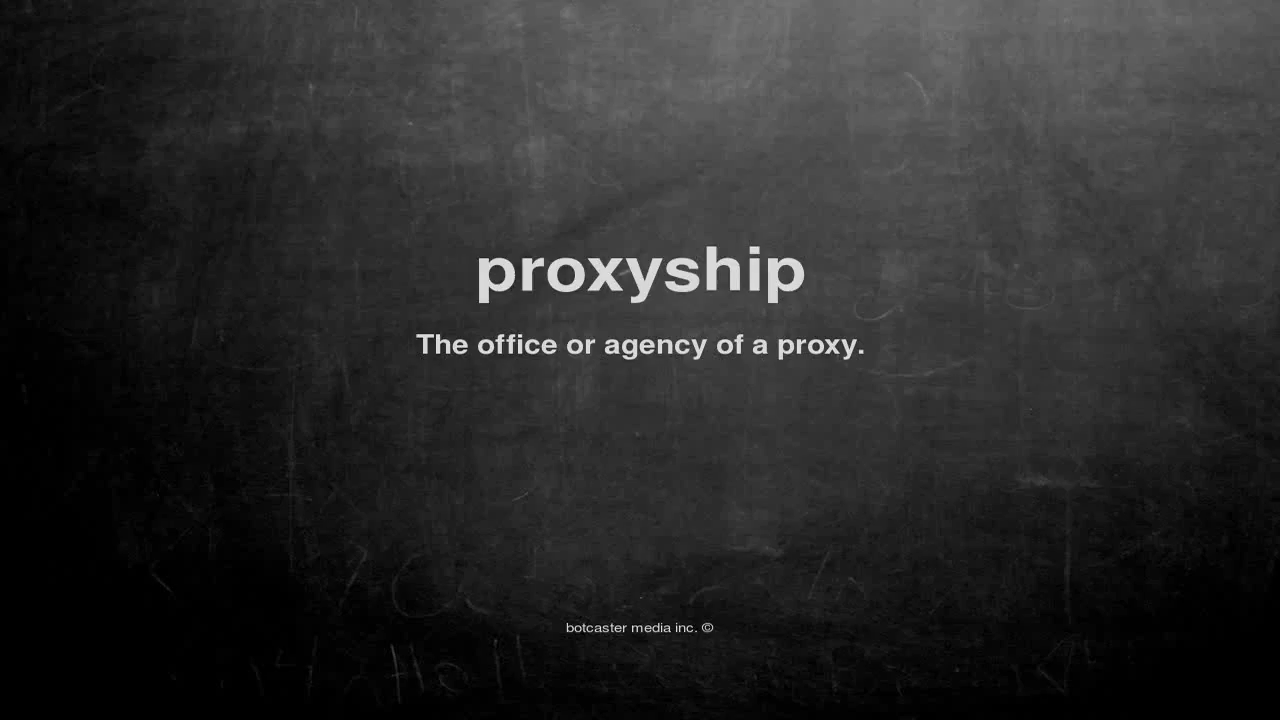 proxyship
The office or agency of a proxy.
botcaster media inc. ©